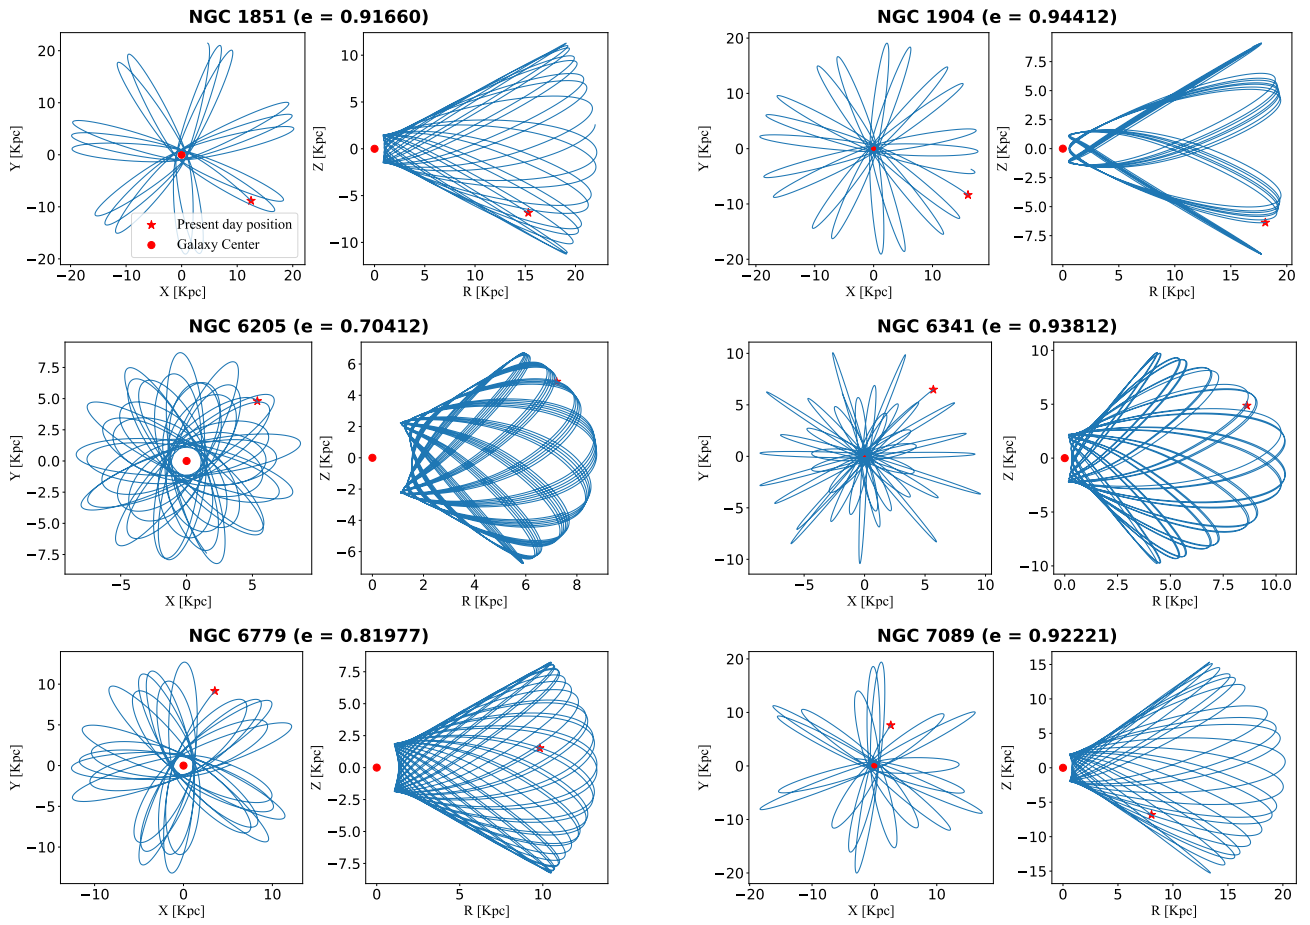 NGC 1851 (e = 0.91660)
20
10
0
−10
−20
Y [Kpc]
−20 −10 0 10 20
X [Kpc]
Present day position
Galaxy Center
10
5
0
−5
−10
Z [Kpc]
0 5 10 15 20
R [Kpc]
NGC 1904 (e = 0.94412)
20
15
10
5
0
−5
−10
−15
−20
Y [Kpc]
−20 −10 0 10
X [Kpc]
7.5
5.0
2.5
0.0
−2.5
−5.0
−7.5
Z [Kpc]
0 5 10 15 20
R [Kpc]
NGC 6205 (e = 0.70412)
7.5
5.0
2.5
0.0
−2.5
−5.0
−7.5
Y [Kpc]
−5 0 5
X [Kpc]
6
4
2
0
−2
−4
−6
Z [Kpc]
0 2 4 6 8
R [Kpc]
NGC 6341 (e = 0.93812)
10
5
0
−5
−10
Y [Kpc]
−5 0 5 10
X [Kpc]
10
5
0
−5
−10
Z [Kpc]
0.0 2.5 5.0 7.5 10.0
R [Kpc]
NGC 6779 (e = 0.81977)
10
5
0
−5
−10
Y [Kpc]
−10 0 10
X [Kpc]
7.5
5.0
2.5
0.0
−2.5
−5.0
−7.5
Z [Kpc]
0 5 10
R [Kpc]
NGC 7089 (e = 0.92221)
20
10
0
−10
−20
Y [Kpc]
−20 −10 0 10
X [Kpc]
15
10
5
0
−5
−10
−15
Z [Kpc]
0 5 10 15 20
R [Kpc]